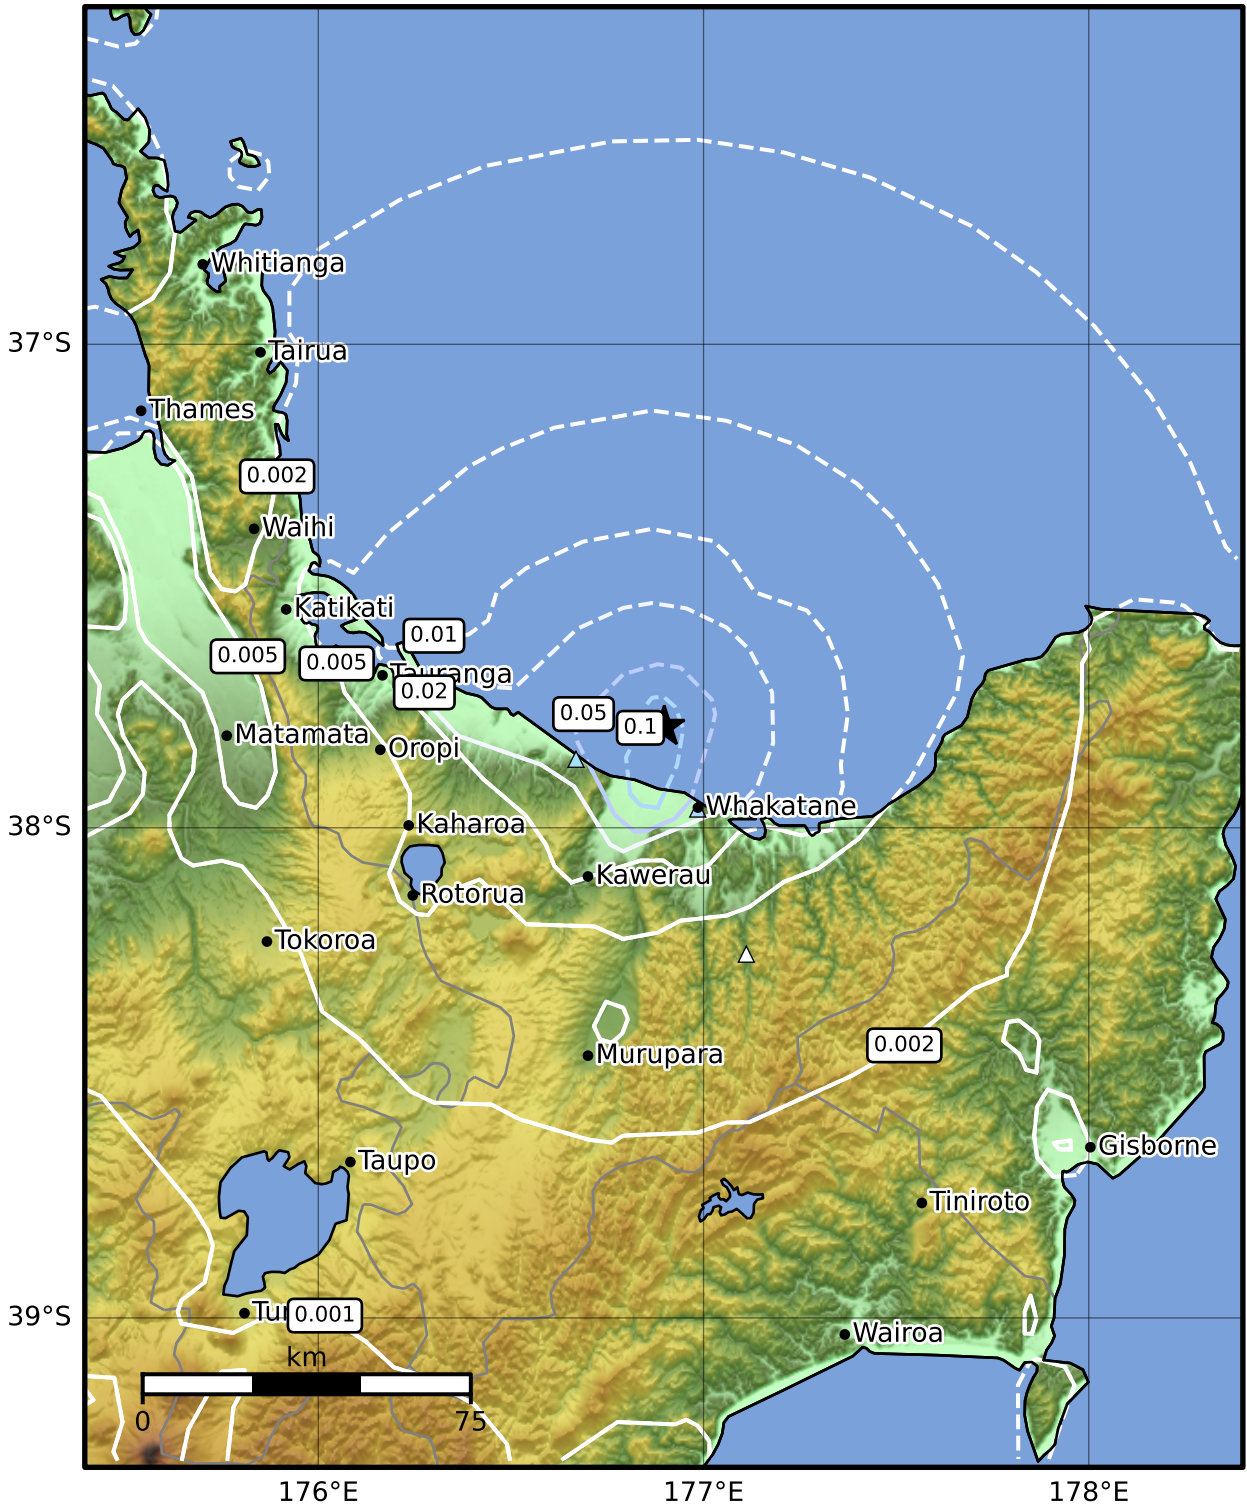 Whitianga
37°S
Tairua
Thames
0.002
Waihi
Katikati
0.01
0.005
0.005
Tauranga
0.02
0.05
0.1
Matamata
Oropi
Whakatane
38°S
Kaharoa
Kawerau
Rotorua
Tokoroa
0.002
Murupara
Gisborne
Taupo
Tiniroto
39°S
0.001
Wairoa
km
0
75
176°E
177°E
178°E